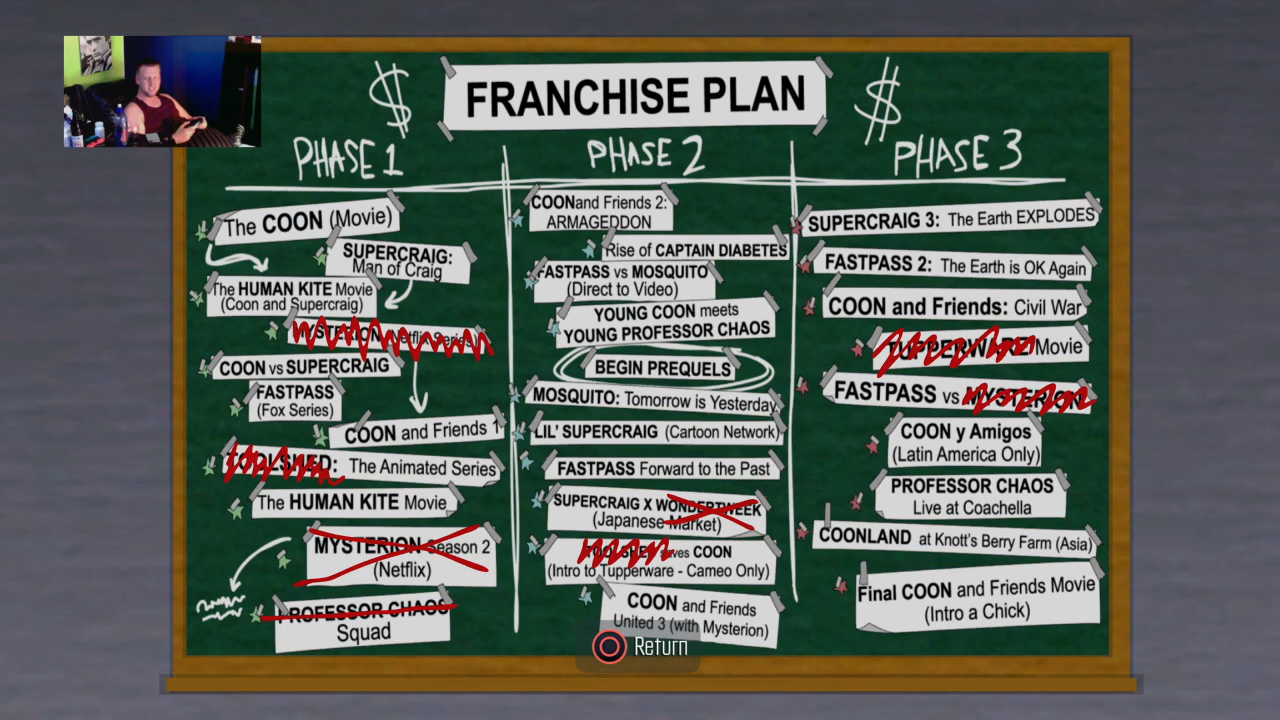 $
FRANCHISE PLAN
$
PHASE 1
The COON (Movie)
SUPERCRAIG:
Man of Craig
The HUMAN KITE Movie
(Coon and Supercraig)
MYSTERION Netflix Series
COON vs SUPERCRAIG
FASTPASS
(Fox Series)
COON and Friends 1
The Animated Series
The HUMAN KITE Movie
MYSTERION Season 2
(Netflix)
PROFESSOR CHAOS
Squad
PHASE 2
COONand Friends 2:
ARMAGEDDON
Rise of CAPTAIN DIABETES
FASTPASS vs MOSQUITO
(Direct to Video)
YOUNG COON meets
YOUNG PROFESSOR CHAOS
BEGIN PREQUELS
MOSQUITO: Tomorrow is Yesterday
LIL' SUPERCRAIG (Cartoon Network)
FASTPASS Forward to the Past
SUPERCRAIG X WONDERTWEEK
(Japanese Market)
COON
(Intro to Tupperware - Cameo Only)
COON and Friends
United 3 (with Mysterion)
PHASE 3
SUPERCRAIG 3: The Earth EXPLODES
FASTPASS 2: The Earth is OK Again
COON and Friends: Civil War
TUPPERWARE Movie
FASTPASS vs MYSTERION
COON y Amigos
(Latin America Only)
PROFESSOR CHAOS
Live at Coachella
COONLAND at Knott's Berry Farm (Asia)
Final COON and Friends Movie
(Intro a Chick)
Return